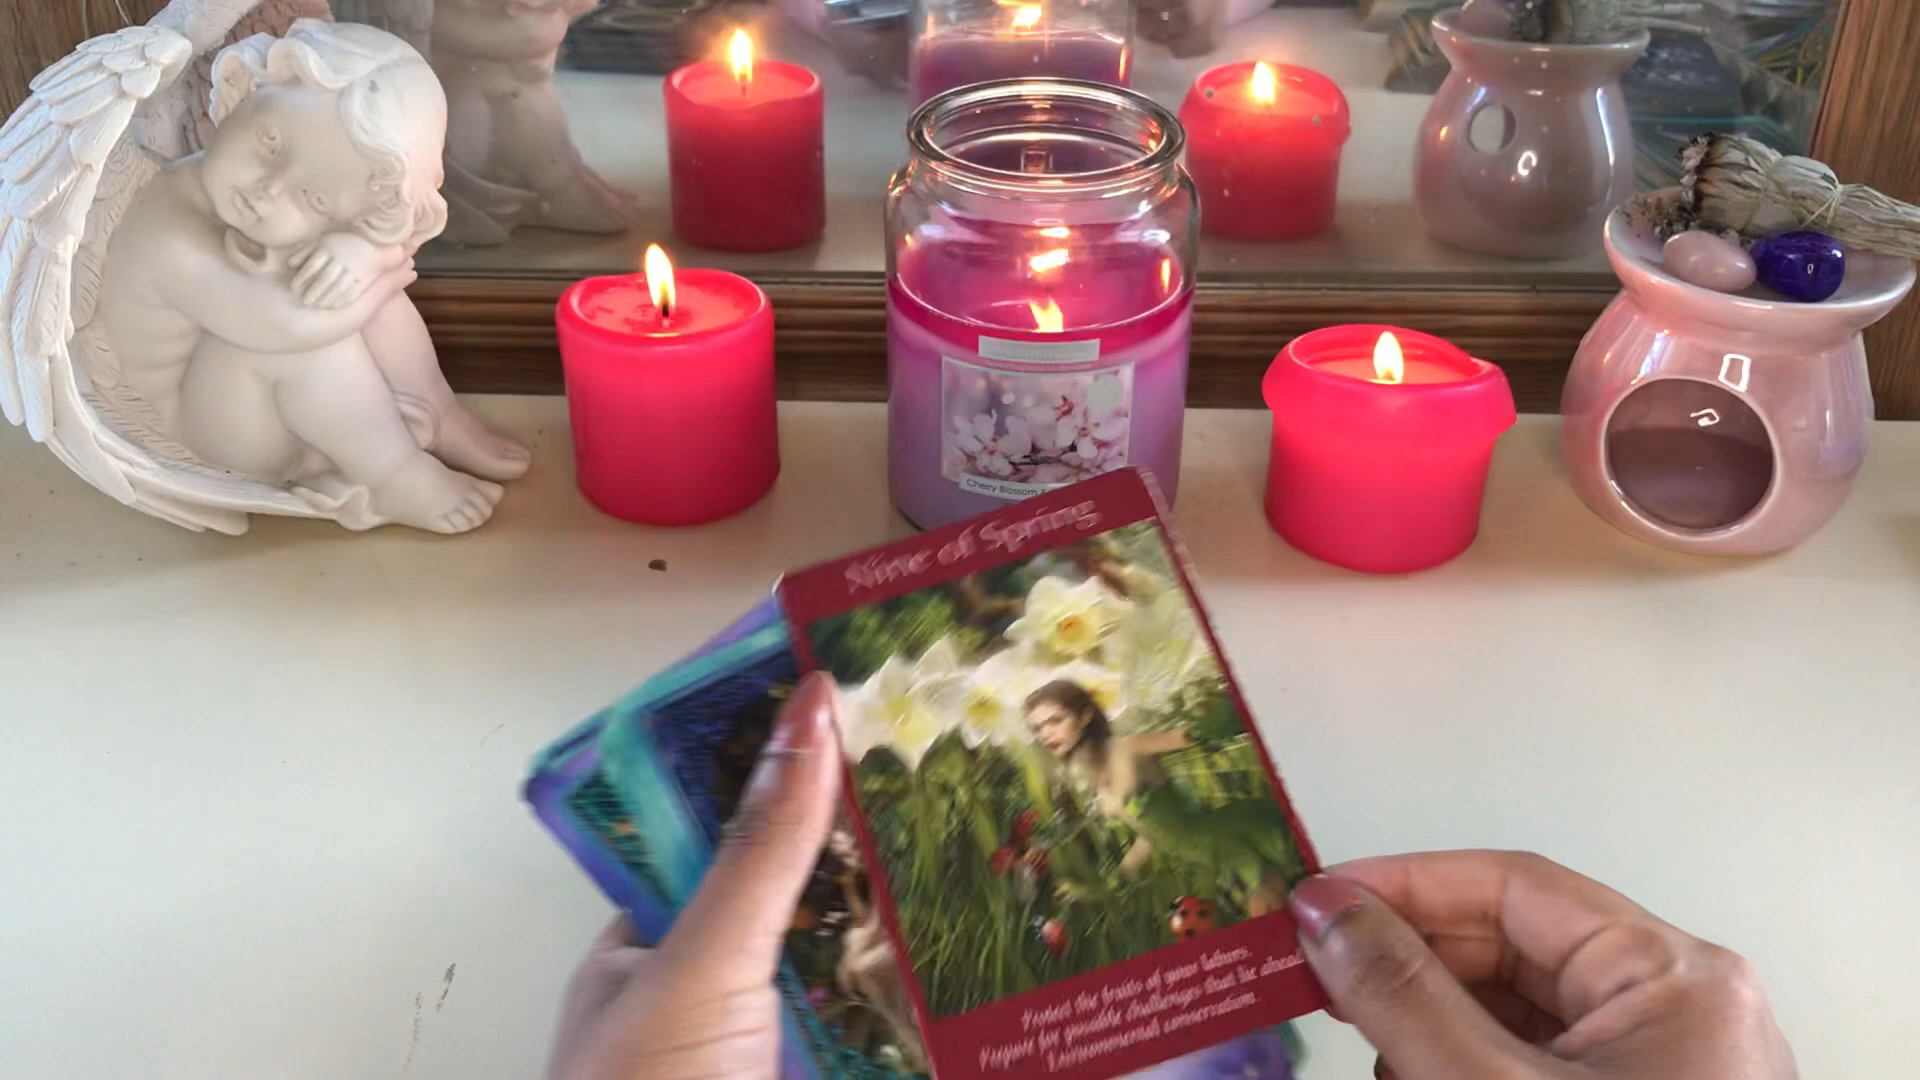 Cherry Blossom
Nine of Spring
Protect the fruits of your labors.
Prepare for possible challenges that lie ahead.
Environmental conservation.